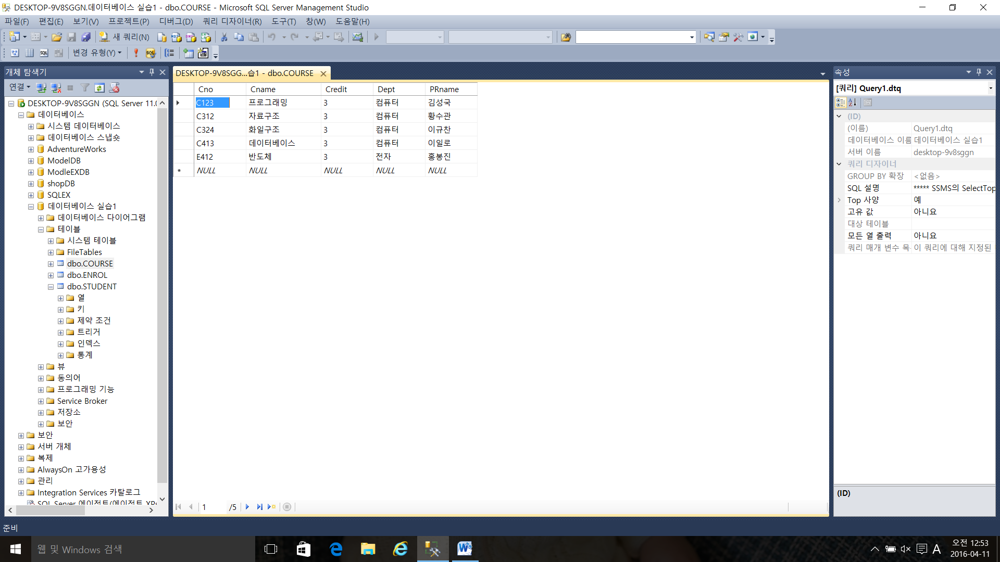 DESKTOP-9V8SGGN.데이터베이스 실습1 - dbo.COURSE - Microsoft SQL Server Management Studio
파일(F) 편집(E) 보기(V) 프로젝트(P) 디버그(D) 쿼리 디자이너(R) 도구(T) 창(W) 도움말(H)
새 쿼리(N)
변경 유형(Y)
개체 탐색기
연결
DESKTOP-9V8SGGN (SQL Server 11.0
데이터베이스
시스템 데이터베이스
데이터베이스 스냅숏
AdventureWorks
ModelDB
ModleEXDB
shopDB
SQLEX
데이터베이스 실습1
데이터베이스 다이어그램
테이블
시스템 테이블
FileTables
dbo.COURSE
dbo.ENROL
dbo.STUDENT
열
키
제약 조건
트리거
인덱스
통계
뷰
동의어
프로그래밍 기능
Service Broker
저장소
보안
보안
서버 개체
복제
AlwaysOn 고가용성
관리
Integration Services 카탈로그
SQL Server 에이전트(에이전트 XPs
DESKTOP-9V8SGG...습1 - dbo.COURSE
Cno Cname Credit Dept PRname
C123 프로그래밍 3 컴퓨터 김성국
C312 자료구조 3 컴퓨터 황수관
C324 화일구조 3 컴퓨터 이규찬
C413 데이터베이스 3 컴퓨터 이일로
E412 반도체 3 전자 홍봉진
NULL NULL NULL NULL NULL
1 /5
속성
[쿼리] Query1.dtq
(ID)
(이름) Query1.dtq
데이터베이스 이름 데이터베이스 실습1
서버 이름 desktop-9v8sggn
쿼리 디자이너
GROUP BY 확장 <없음>
SQL 설명 ***** SSMS의 SelectTop
Top 사양 예
고유 값 아니요
대상 테이블
모든 열 출력 아니요
쿼리 매개 변수 목 이 쿼리에 대해 지정된
(ID)
준비
웹 및 Windows 검색
A
오전 12:53
2016-04-11